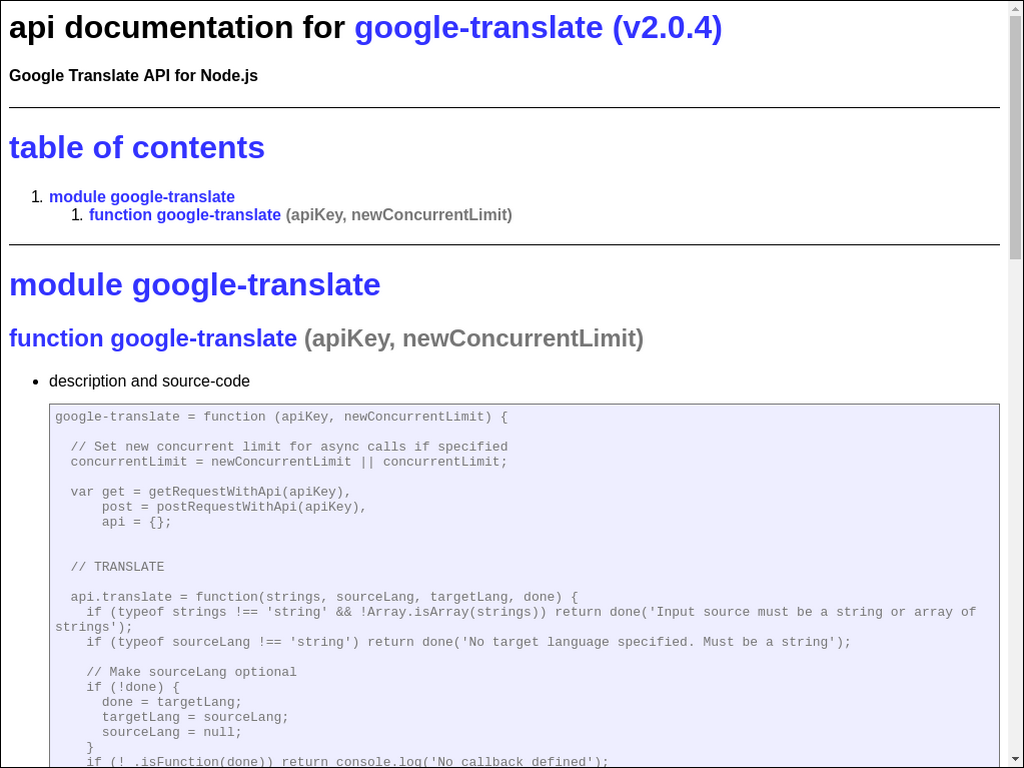 api documentation for google-translate (v2.0.4)
Google Translate API for Node.js
table of contents
1. module google-translate
1. function google-translate (apiKey, newConcurrentLimit)
module google-translate
function google-translate (apiKey, newConcurrentLimit)
• description and source-code
google-translate = function (apiKey, newConcurrentLimit) {
// Set new concurrent limit for async calls if specified
concurrentLimit = newConcurrentLimit || concurrentLimit;
var get = getRequestWithApi(apiKey),
post = postRequestWithApi(apiKey),
api = {};
// TRANSLATE
api.translate = function(strings, sourceLang, targetLang, done) {
if (typeof strings !== 'string' && !Array.isArray(strings)) return done('Input source must be a string or array of
strings');
if (typeof sourceLang !== 'string') return done('No target language specified. Must be a string');
// Make sourceLang optional
if (!done) {
done = targetLang;
targetLang = sourceLang;
sourceLang = null;
}
if (!_.isFunction(done)) return console.log('No callback defined');